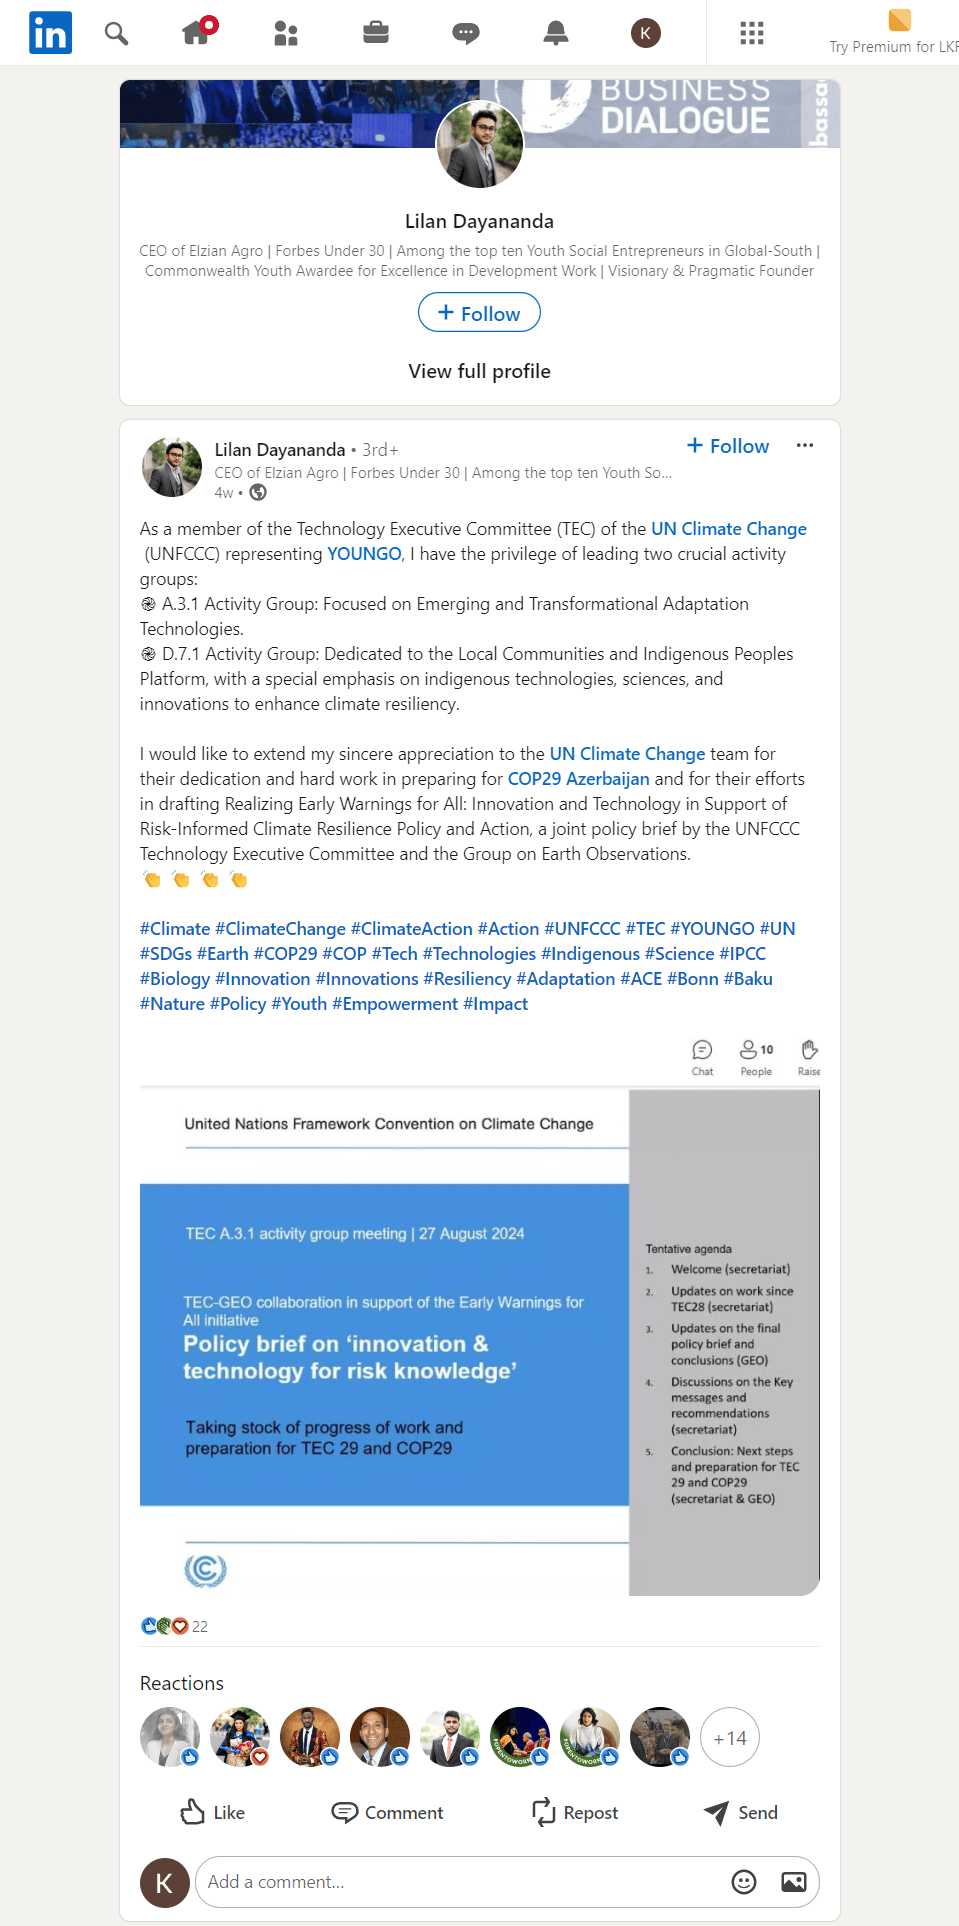 in
K
Try Premium for LKR
BUSINESS
DIALOGUE
bassa
Lilan Dayananda
CEO of Elzian Agro | Forbes Under 30 | Among the top ten Youth Social Entrepreneurs in Global-South |
Commonwealth Youth Awardee for Excellence in Development Work | Visionary & Pragmatic Founder
+ Follow
View full profile
Lilan Dayananda • 3rd+
+ Follow
CEO of Elzian Agro | Forbes Under 30 | Among the top ten Youth So...
4w •
As a member of the Technology Executive Committee (TEC) of the UN Climate Change
(UNFCCC) representing YOUNGO, I have the privilege of leading two crucial activity
groups:
֎ A.3.1 Activity Group: Focused on Emerging and Transformational Adaptation
Technologies.
֎ D.7.1 Activity Group: Dedicated to the Local Communities and Indigenous Peoples
Platform, with a special emphasis on indigenous technologies, sciences, and
innovations to enhance climate resiliency.
I would like to extend my sincere appreciation to the UN Climate Change team for
their dedication and hard work in preparing for COP29 Azerbaijan and for their efforts
in drafting Realizing Early Warnings for All: Innovation and Technology in Support of
Risk-Informed Climate Resilience Policy and Action, a joint policy brief by the UNFCCC
Technology Executive Committee and the Group on Earth Observations.
👏 👏 👏 👏
#Climate #ClimateChange #ClimateAction #Action #UNFCCC #TEC #YOUNGO #UN
#SDGs #Earth #COP29 #COP #Tech #Technologies #Indigenous #Science #IPCC
#Biology #Innovation #Innovations #Resiliency #Adaptation #ACE #Bonn #Baku
#Nature #Policy #Youth #Empowerment #Impact
10
Chat People Raise
United Nations Framework Convention on Climate Change
TEC A.3.1 activity group meeting | 27 August 2024
TEC-GEO collaboration in support of the Early Warnings for
All initiative
Policy brief on ‘innovation &
technology for risk knowledge’
Taking stock of progress of work and
preparation for TEC 29 and COP29
Tentative agenda
1. Welcome (secretariat)
2. Updates on work since
TEC28 (secretariat)
3. Updates on the final
policy brief and
conclusions (GEO)
4. Discussions on the Key
messages and
recommendations
(secretariat)
5. Conclusion: Next steps
and preparation for TEC
29 and COP29
(secretariat & GEO)
22
Reactions
#OPENTOWORK
#OPENTOWORK
+14
Like Comment Repost Send
K
Add a comment...